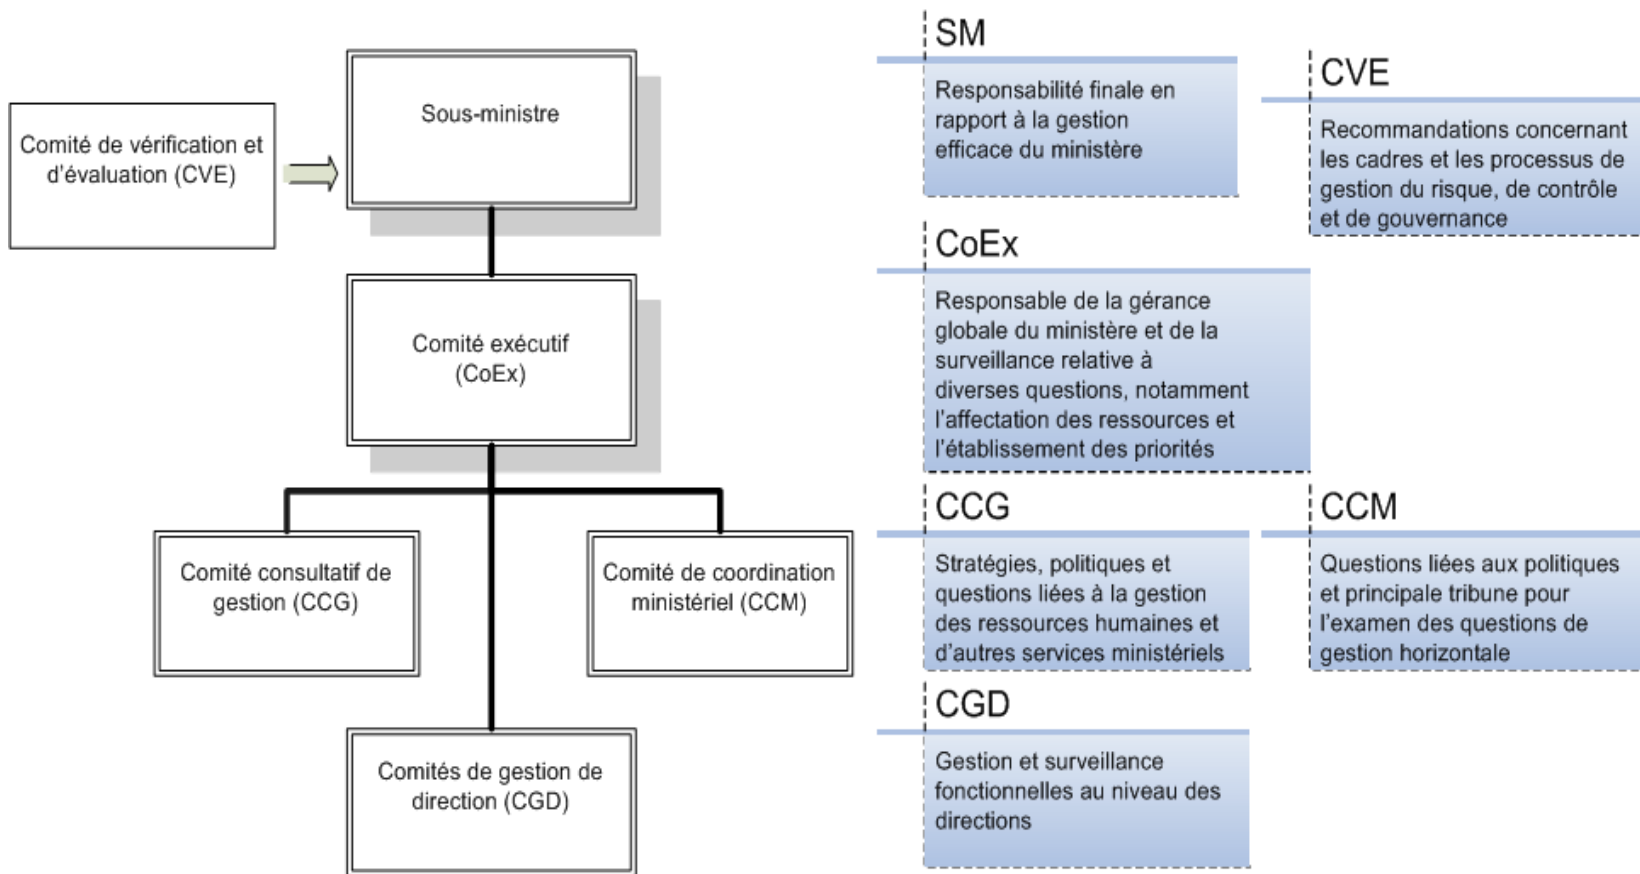 Comité de vérification et
d'évaluation (CVE)
Sous-ministre
Comité exécutif
(CoEx)
Comité consultatif de
gestion (CCG)
Comité de coordination
ministériel (CCM)
Comités de gestion de
direction (CGD)
SM
Responsabilité finale en
rapport à la gestion
efficace du ministère
CVE
Recommandations concernant
les cadres et les processus de
gestion du risque, de contrôle
et de gouvernance
CoEx
Responsable de la gérance
globale du ministère et de la
surveillance relative à
diverses questions, notamment
l'affectation des ressources et
l'établissement des priorités
CCG
Stratégies, politiques et
questions liées à la gestion
des ressources humaines et
d'autres services ministériels
CCM
Questions liées aux politiques
et principale tribune pour
l'examen des questions de
gestion horizontale
CGD
Gestion et surveillance
fonctionnelles au niveau des
directions